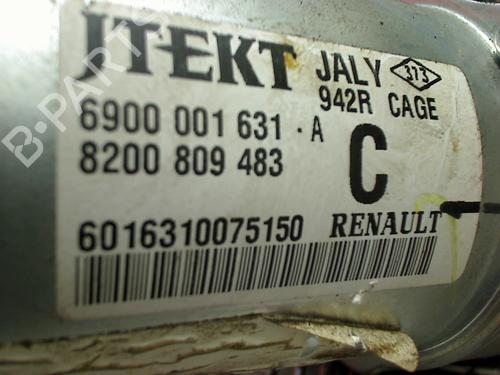 JTEKT JALY 373
942R CAGE
6900 001 631 · A
8200 809 483 C
6016310075150 RENAULT
B-PARTS